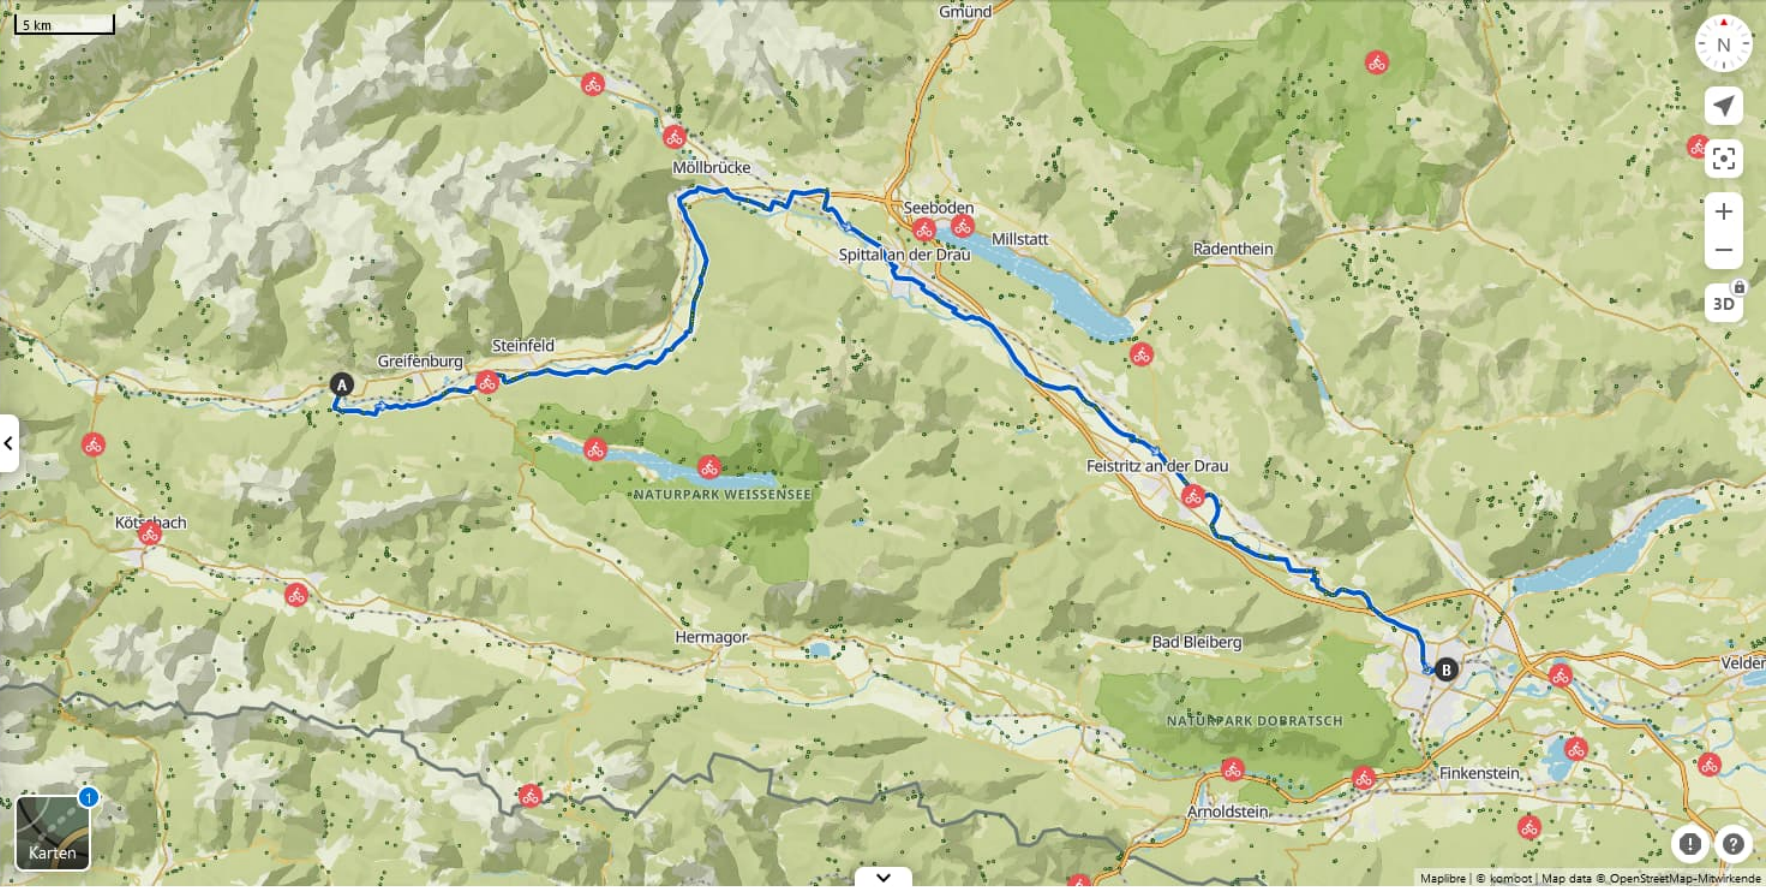 Gmünd
5 km
N
Möllbrücke
Seeboden
Millstatt
Radenthein
Spittal an der Drau
3D
Steinfeld
Greifenburg
A
Feistritz an der Drau
NATURPARK WEISSENSEE
Kötschach
Hermagor
Bad Bleiberg
Velden
B
NATURPARK DOBRATSCH
Finkenstein
Arnoldstein
1
Karten
! ?
Maplibre | © komoot | Map data © OpenStreetMap-Mitwirkende